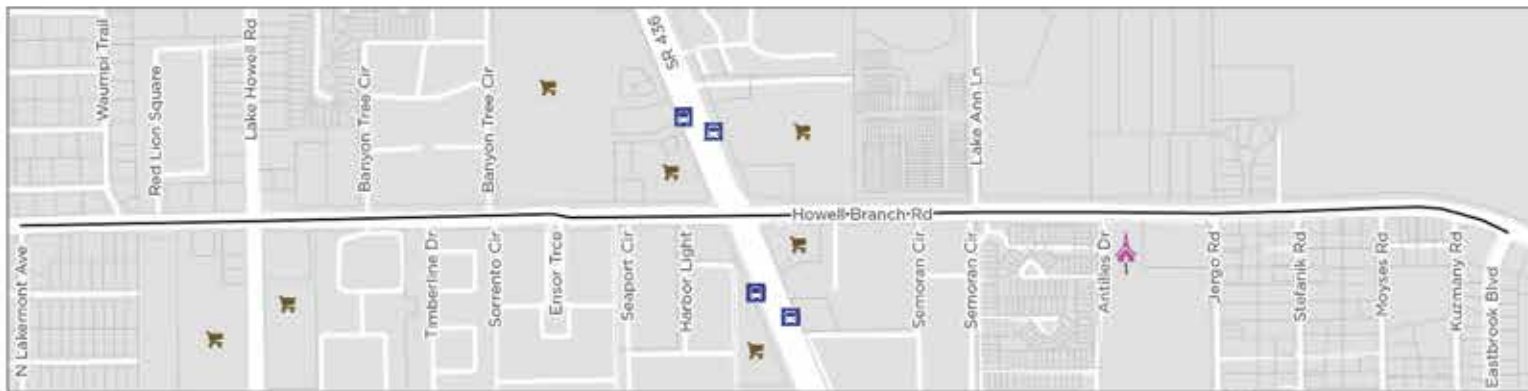 Waumpi Trail
Red Lion Square
Lake Howell Rd
Banyan Tree Cir
Banyon Tree Cir
SR 436
Lake Ann Ln
Howell Branch Rd
N Lakemont Ave
Timberline Dr
Sorrento Cir
Ensor Trce
Seaport Cir
Harbor Light
Semoran Cir
Semoran Cir
Antilles Dr
Jergo Rd
Stefanik Rd
Moyses Rd
Kuzmany Rd
Eastbrook Blvd